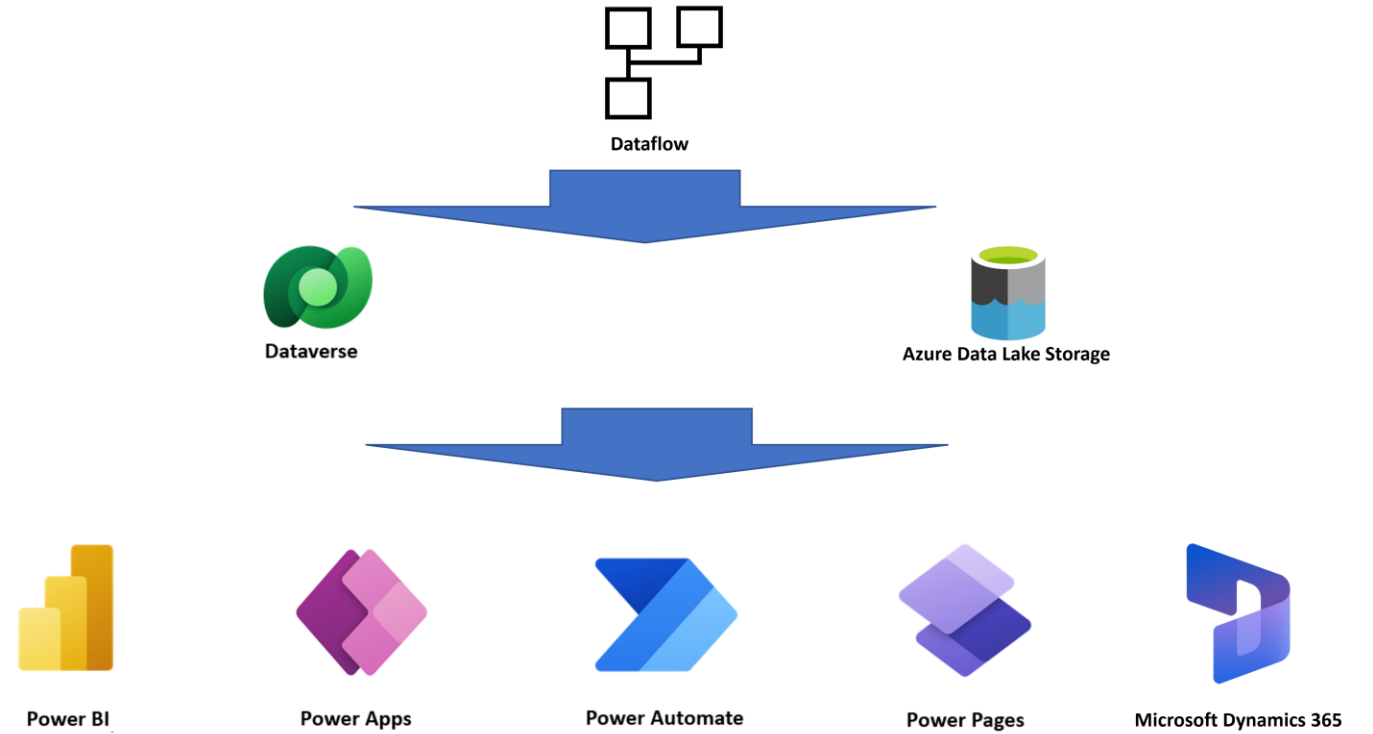 Dataflow
Dataverse
Azure Data Lake Storage
Power BI
Power Apps
Power Automate
Power Pages
Microsoft Dynamics 365